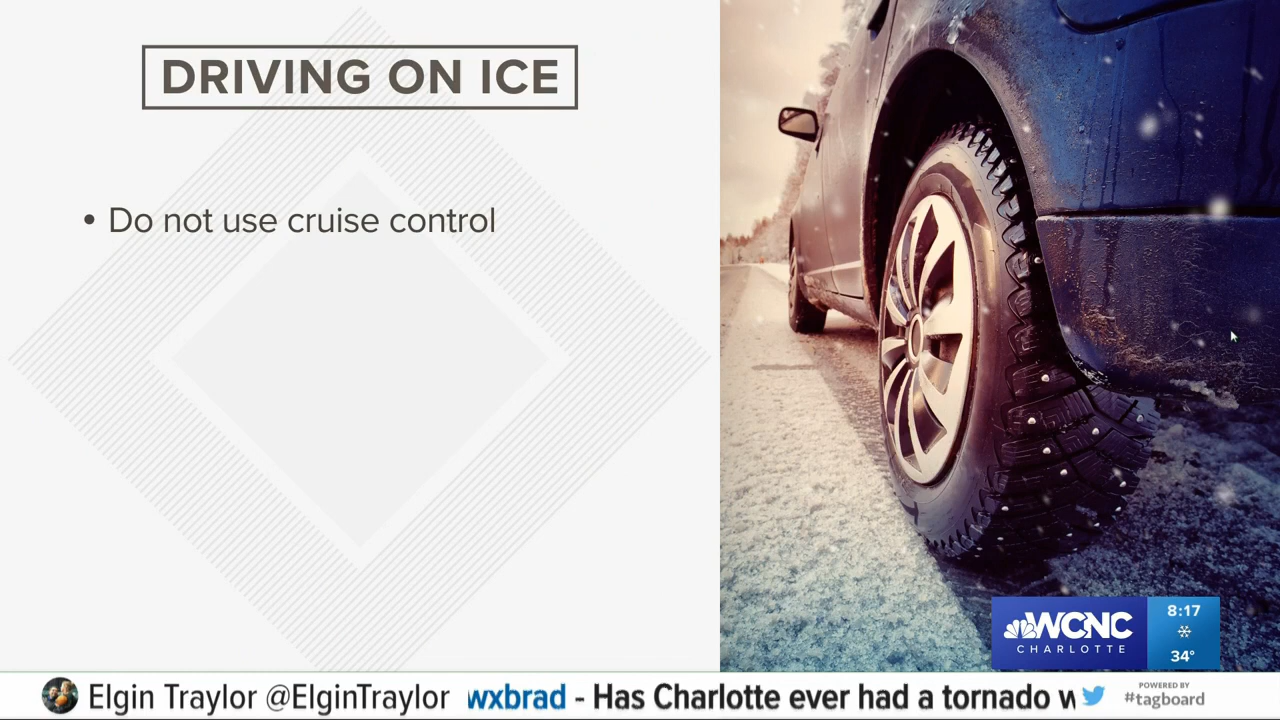 DRIVING ON ICE
• Do not use cruise control
WCNC
CHARLOTTE
8:17
34°
Elgin Traylor @ElginTraylor
wxbrad - Has Charlotte ever had a tornado w
POWERED BY
#tagboard